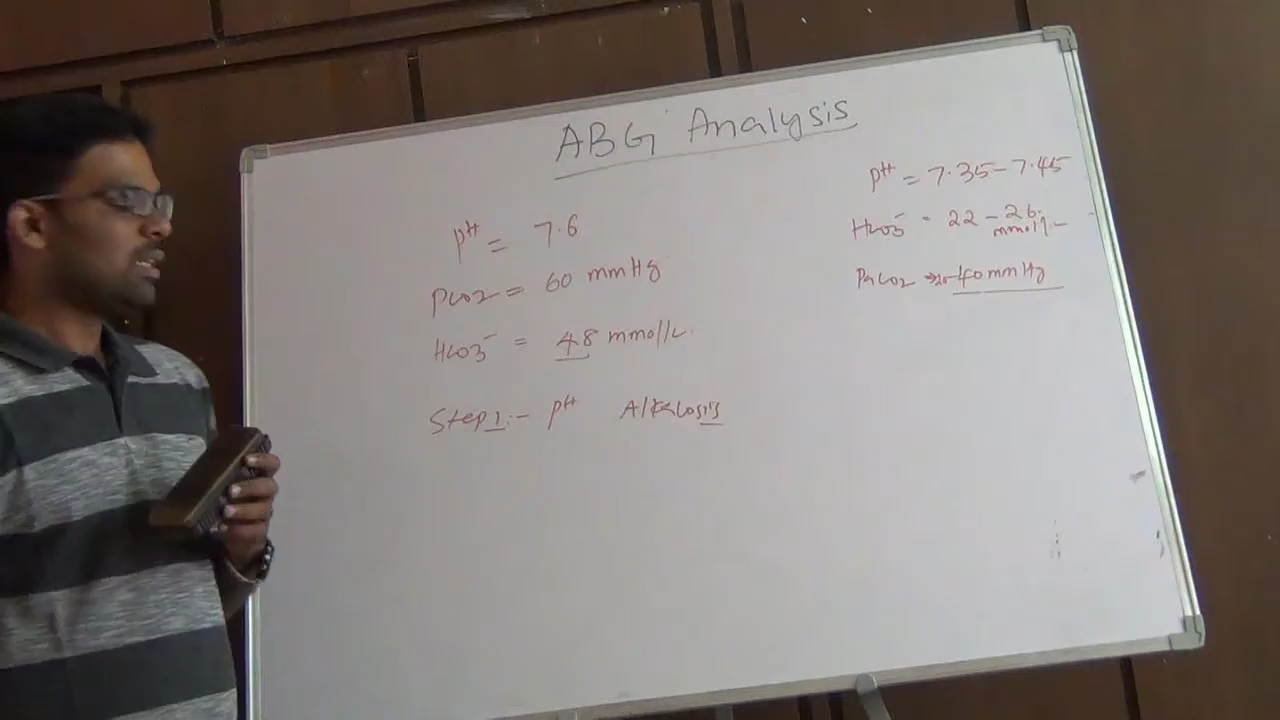 ABG Analysis
pH = 7.6
PCO2 = 60 mmHg
HCO3⁻ = 48 mmol/L.
Step 1:- pH Alkalosis
pH = 7.35-7.45
HCO3⁻ 22-26
mmol/L
PaCO2 40 mmHg